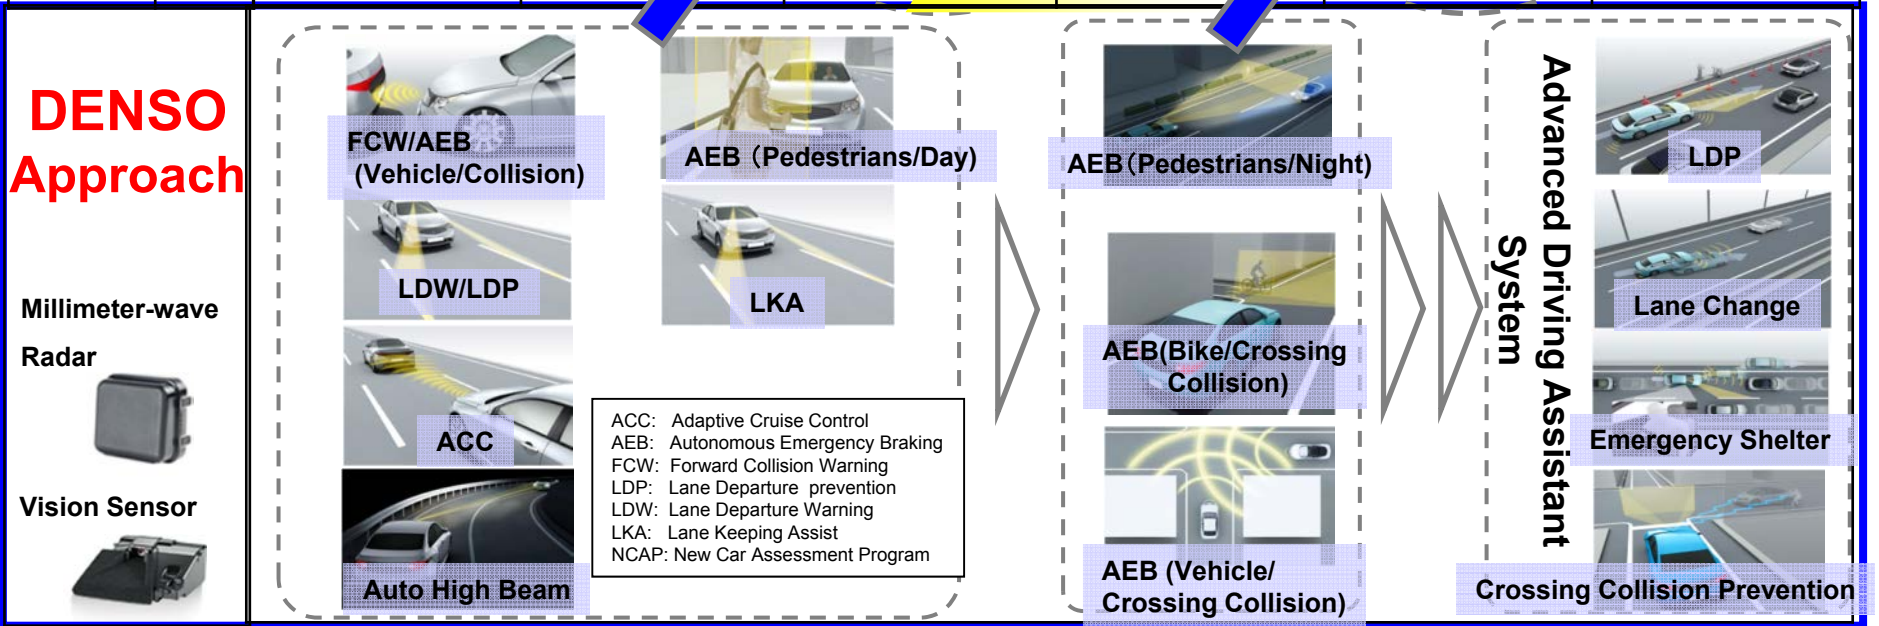 DENSO
Approach
Millimeter-wave
Radar
Vision Sensor
FCW/AEB
(Vehicle/Collision)
AEB (Pedestrians/Day)
LDW/LDP
LKA
ACC
Auto High Beam
ACC: Adaptive Cruise Control
AEB: Autonomous Emergency Braking
FCW: Forward Collision Warning
LDP: Lane Departure prevention
LDW: Lane Departure Warning
LKA: Lane Keeping Assist
NCAP: New Car Assessment Program
AEB(Pedestrians/Night)
AEB(Bike/Crossing
Collision)
AEB (Vehicle/
Crossing Collision)
Advanced Driving Assistant
System
LDP
Lane Change
Emergency Shelter
Crossing Collision Prevention